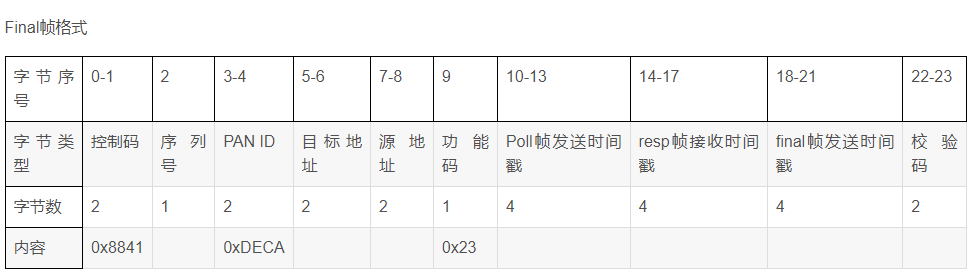 Final帧格式
字节序号 0-1 2 3-4 5-6 7-8 9 10-13 14-17 18-21 22-23
字节类型 控制码 序列号 PAN ID 目标地址 源地址 功能码 Poll帧发送时间戳 resp帧接收时间戳 final帧发送时间戳 校验码
字节数 2 1 2 2 2 1 4 4 4 2
内容 0x8841 0xDECA 0x23